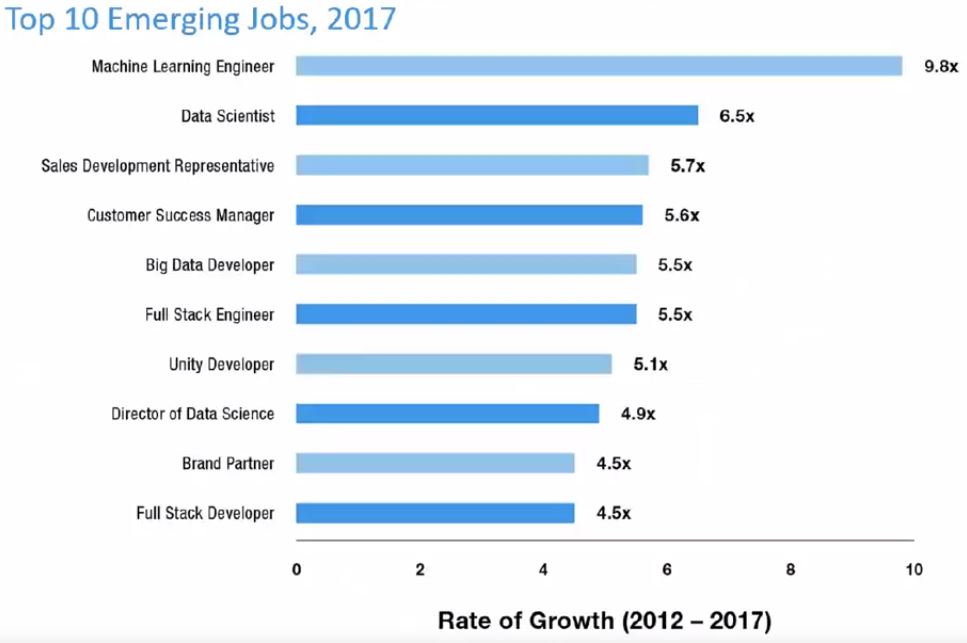 Top 10 Emerging Jobs, 2017
Machine Learning Engineer 9.8x
Data Scientist 6.5x
Sales Development Representative 5.7x
Customer Success Manager 5.6x
Big Data Developer 5.5x
Full Stack Engineer 5.5x
Unity Developer 5.1x
Director of Data Science 4.9x
Brand Partner 4.5x
Full Stack Developer 4.5x
0 2 4 6 8 10
Rate of Growth (2012 – 2017)